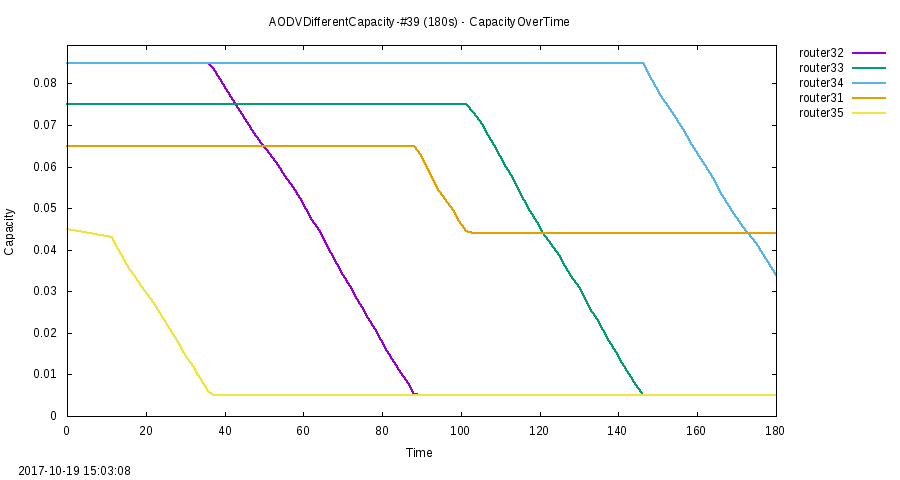 AODVDifferentCapacity-#39 (180s) - CapacityOverTime
router32
router33
router34
router31
router35
Capacity
0.08
0.07
0.06
0.05
0.04
0.03
0.02
0.01
0
0 20 40 60 80 100 120 140 160 180
Time
2017-10-19 15:03:08